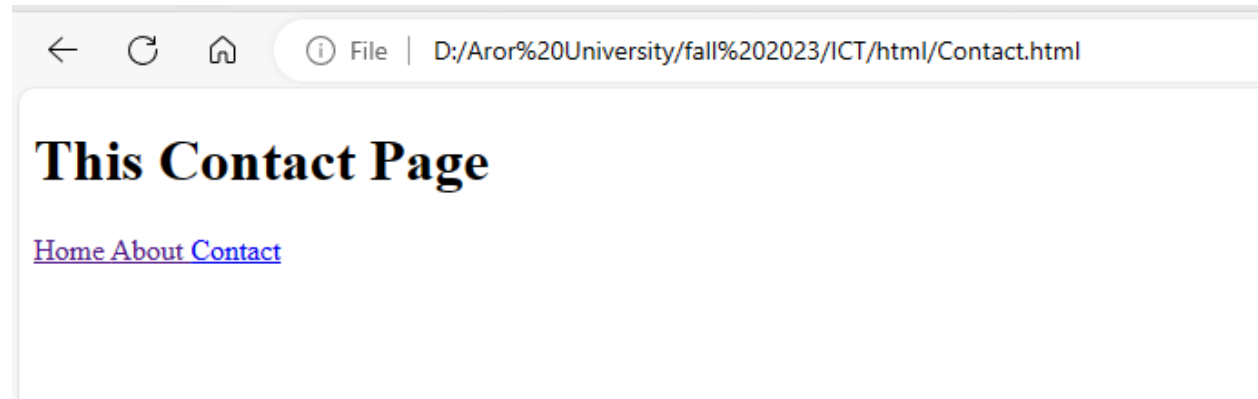 File | D:/Aror%20University/fall%202023/ICT/html/Contact.html
This Contact Page
Home About Contact